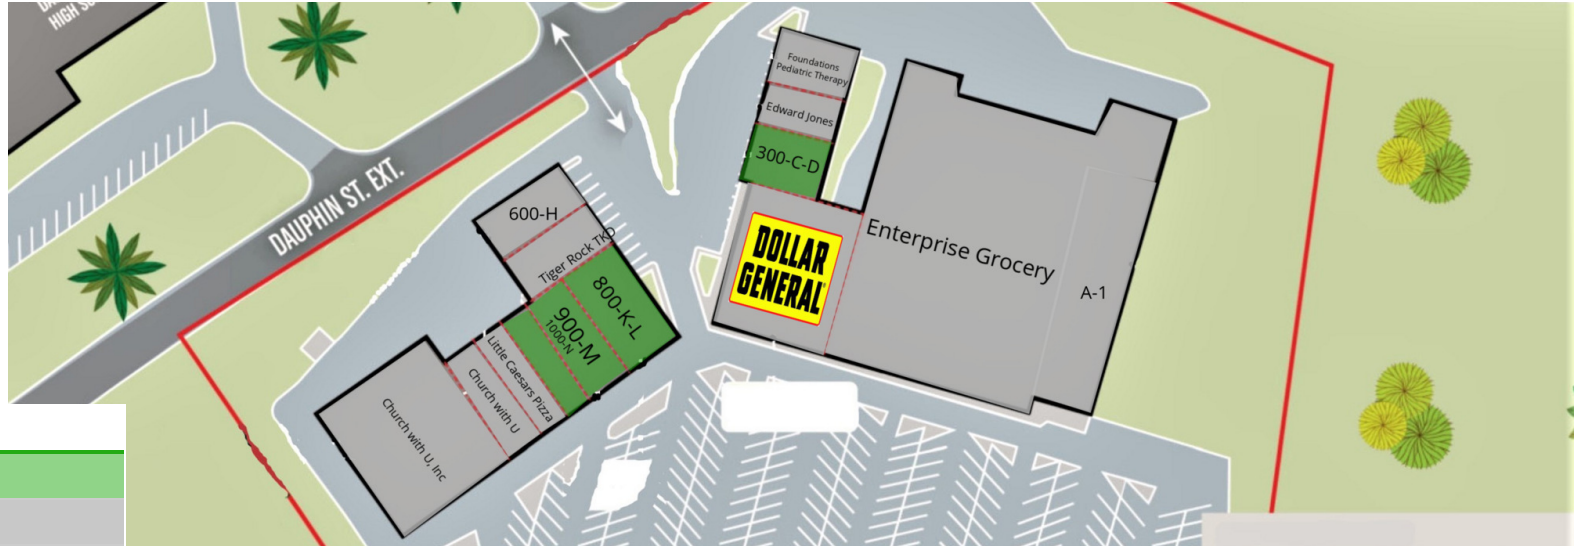 HIGH
DAUPHIN ST. EXT.
Foundations
Pediatric Therapy
Edward Jones
300-C-D
DOLLAR
GENERAL
Enterprise Grocery
A-1
600-H
Tiger Rock TKD
800-K-L
900-M
1000-N
Little Caesars Pizza
Church with U
Church with U, Inc